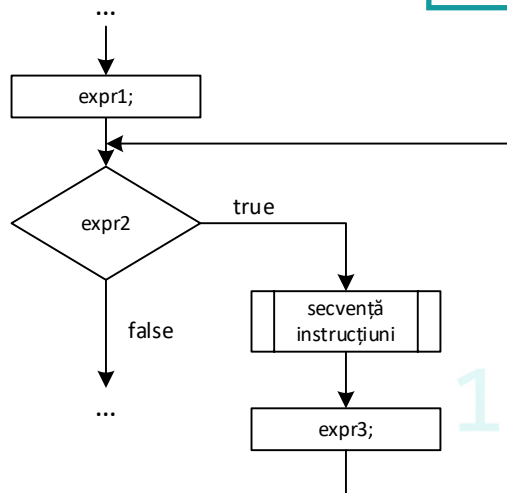 ...
expr1;
expr2
true
secvență
instrucțiuni
false
...
expr3;
1